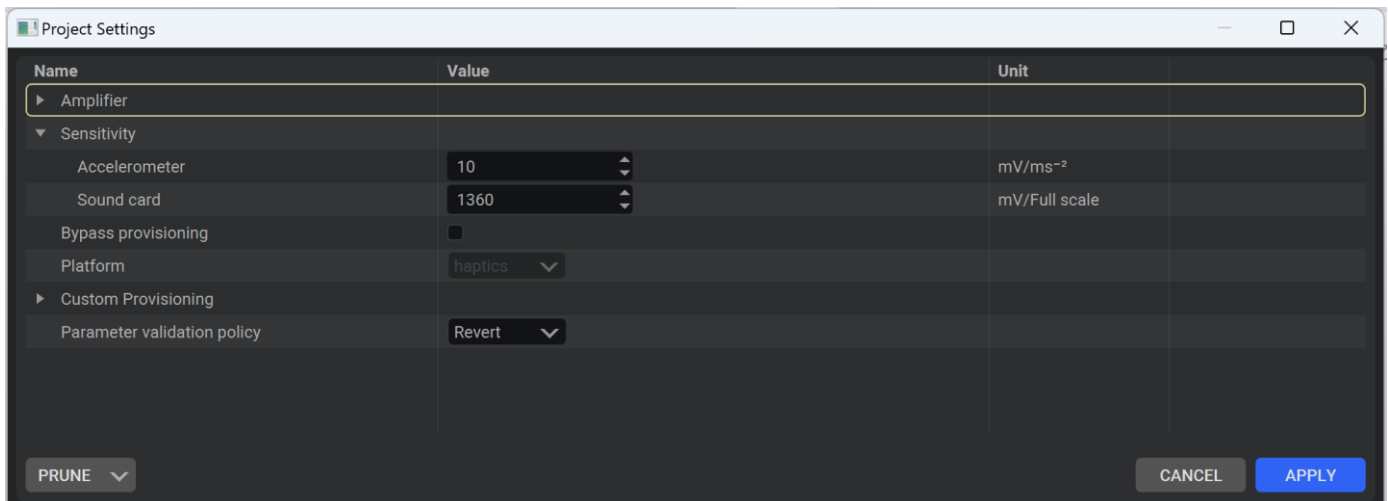 Project Settings
Name Value Unit
Amplifier
Sensitivity
Accelerometer 10 mV/ms⁻²
Sound card 1360 mV/Full scale
Bypass provisioning
Platform haptics
Custom Provisioning
Parameter validation policy Revert
PRUNE CANCEL APPLY